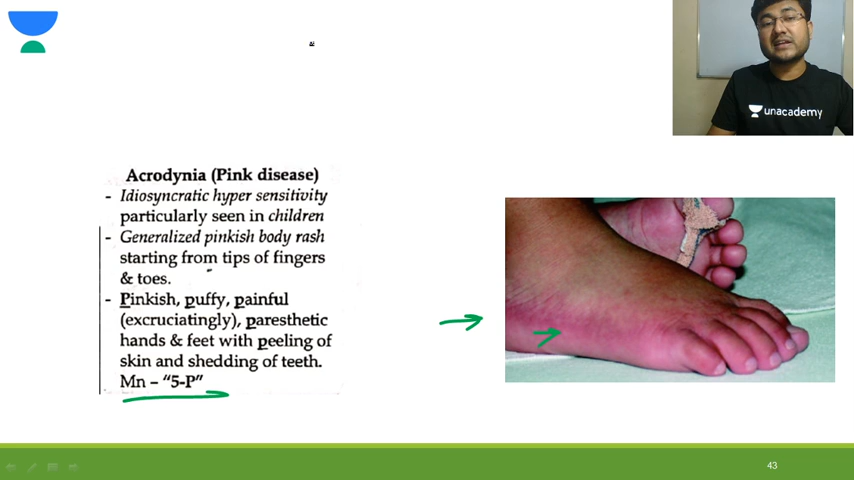 unacademy
Acrodynia (Pink disease)
- Idiosyncratic hyper sensitivity
particularly seen in children
- Generalized pinkish body rash
starting from tips of fingers
& toes.
- Pinkish, puffy, painful
(excruciatingly), paresthetic
hands & feet with peeling of
skin and shedding of teeth.
Mn – "5-P"
43